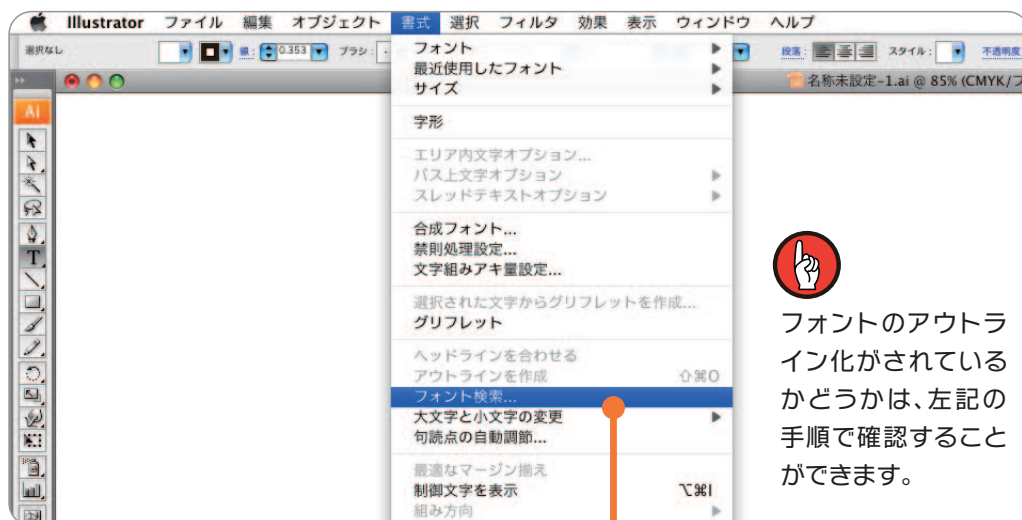 Illustrator ファイル 編集 オブジェクト 書式 選択 フィルタ 効果 表示 ウィンドウ ヘルプ
選択なし 線: 0.353 ブラシ: 段落: スタイル: 不透明度
名称未設定-1.ai @ 85% (CMYK/プ
Ai
フォント
最近使用したフォント
サイズ
字形
エリア内文字オプション...
パス上文字オプション
スレッドテキストオプション
合成フォント...
禁則処理設定...
文字組みアキ量設定...
選択された文字からグリフレットを作成...
グリフレット
ヘッドラインを合わせる
アウトラインを作成 ⇧⌘O
フォント検索...
大文字と小文字の変更
句読点の自動調節...
最適なマージン揃え
制御文字を表示 ⌥⌘I
組み方向
フォントのアウトラ
イン化がされている
かどうかは、左記の
手順で確認すること
ができます。